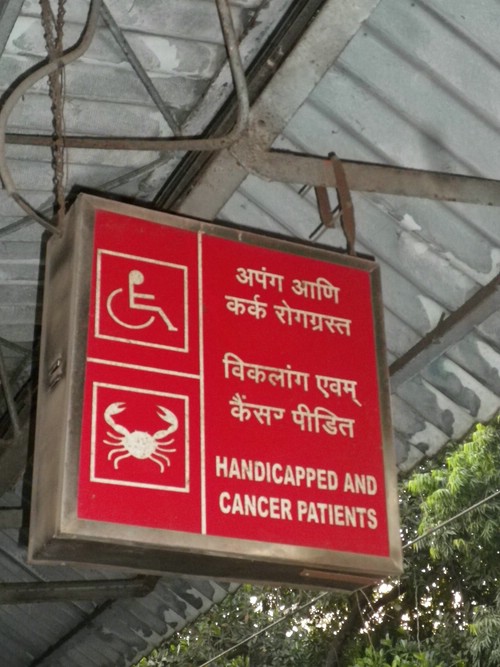 अपंग आणि
कर्क रोगग्रस्त
विकलांग एवम्
कैंसर पीडित
HANDICAPPED AND
CANCER PATIENTS